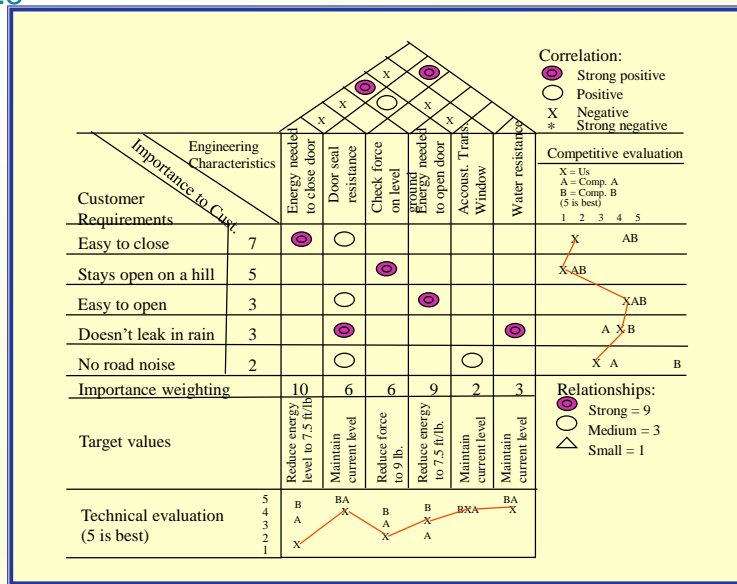 Correlation:
Strong positive
Positive
X Negative
* Strong negative
X
X
X
X
X
X
X
Engineering
Characteristics
Importance to Cust.
Customer
Requirements
Energy needed
to close door
Door seal
resistance
Check force
on level
ground
Energy needed
to open door
Accoust. Trans.
Window
Water resistance
Competitive evaluation
X = Us
A = Comp. A
B = Comp. B
(5 is best)
1 2 3 4 5
Easy to close 7 X AB
Stays open on a hill 5 X AB
Easy to open 3 XAB
Doesn't leak in rain 3 A X B
No road noise 2 X A B
Importance weighting 10 6 6 9 2 3
Relationships:
Strong = 9
Medium = 3
Small = 1
Target values
Reduce energy
level to 7.5 ft/lb
Maintain
current level
Reduce force
to 9 lb.
Reduce energy
to 7.5 ft/lb.
Maintain
current level
Maintain
current level
Technical evaluation
(5 is best)
5
4
3
2
1
B
A
X
BA
X
B
A
X
B
X
A
BXA
BA
X